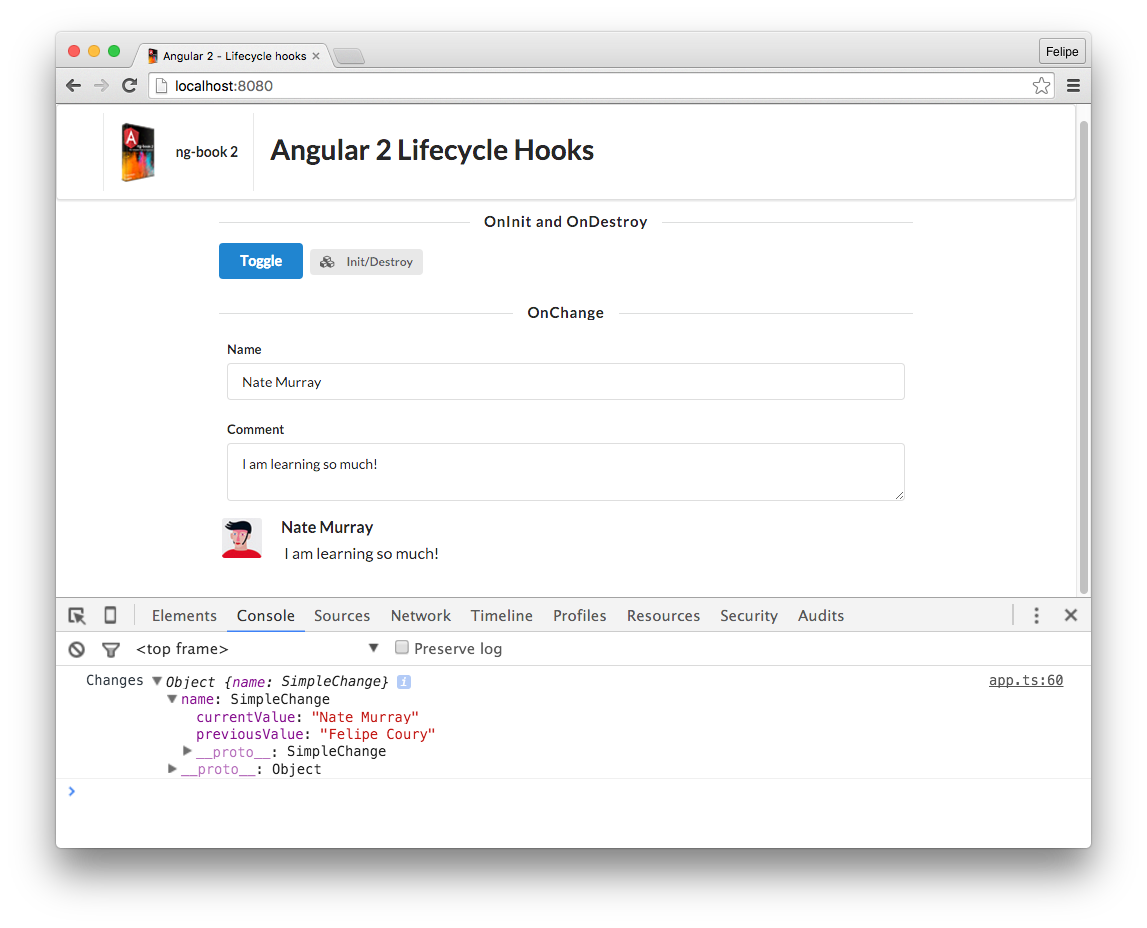 Angular 2 - Lifecycle hooks
Felipe
localhost:8080
ng-book 2
Angular 2 Lifecycle Hooks
OnInit and OnDestroy
Toggle
Init/Destroy
OnChange
Name
Nate Murray
Comment
I am learning so much!
Nate Murray
I am learning so much!
Elements Console Sources Network Timeline Profiles Resources Security Audits
<top frame> Preserve log
Changes Object {name: SimpleChange} app.ts:60
name: SimpleChange
currentValue: "Nate Murray"
previousValue: "Felipe Coury"
__proto__: SimpleChange
__proto__: Object